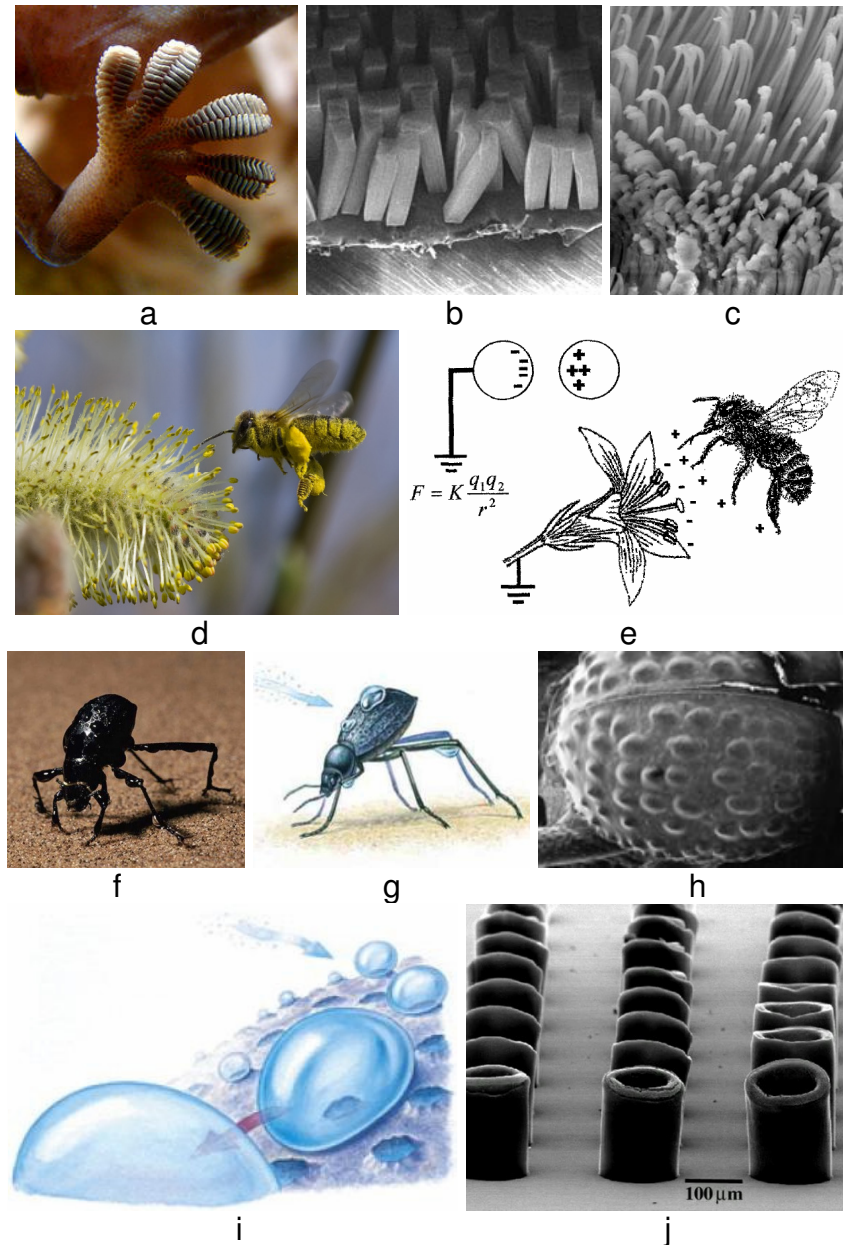 a
b
c
- - - - -
+ ++ +
F = K q₁q₂ / r²
+ + + + + +
- - - - - -
d
e
f
g
h
100 µm
i
j